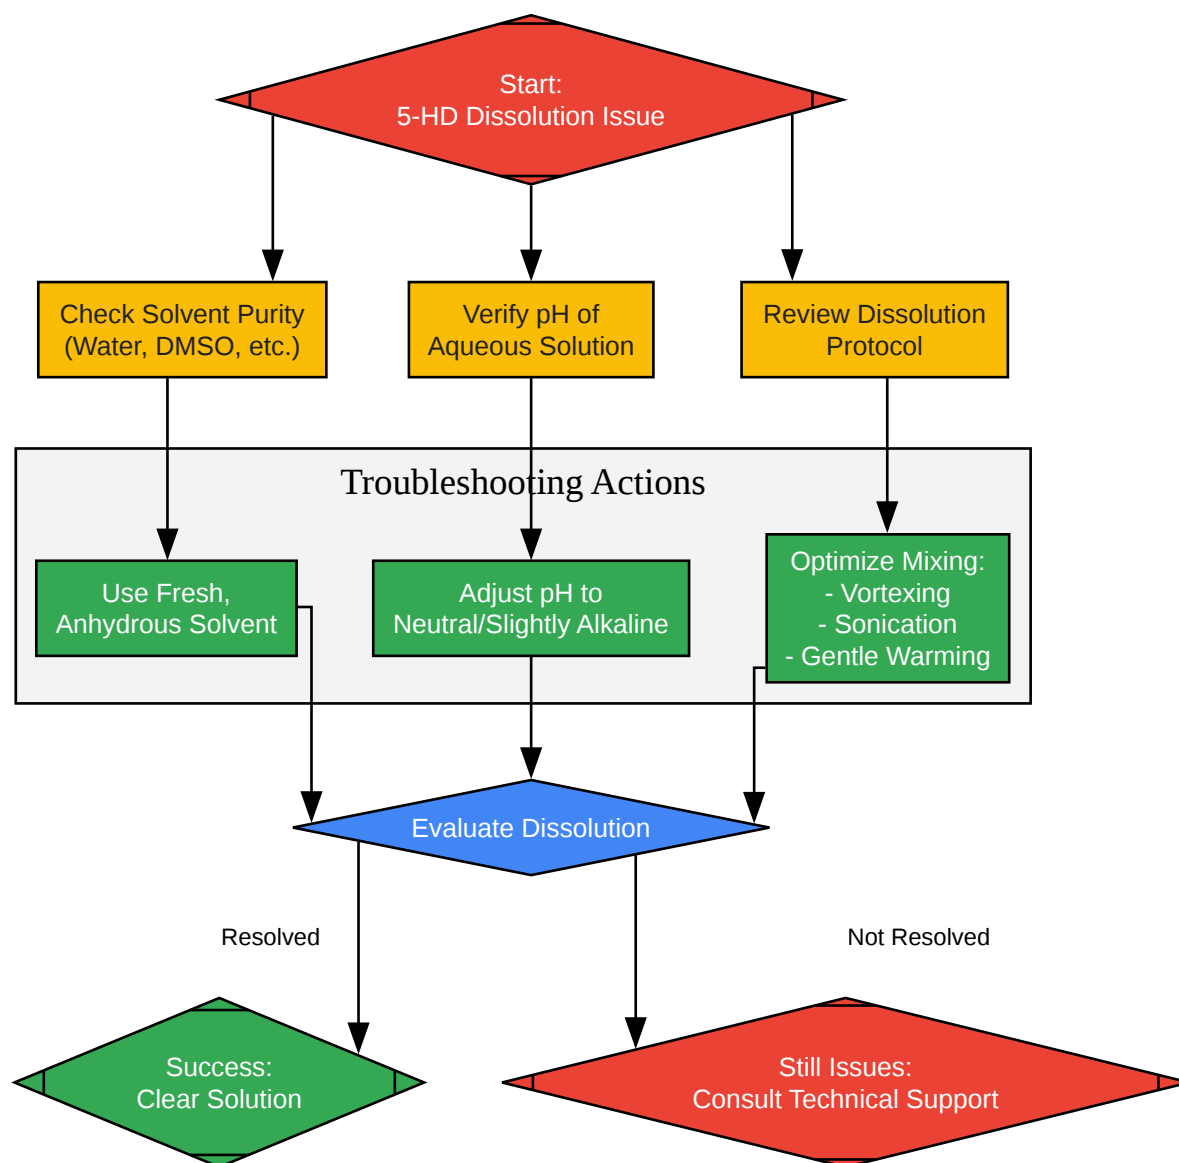 Start:
5-HD Dissolution Issue
Check Solvent Purity
(Water, DMSO, etc.)
Verify pH of
Aqueous Solution
Review Dissolution
Protocol
Troubleshooting Actions
Use Fresh,
Anhydrous Solvent
Adjust pH to
Neutral/Slightly Alkaline
Optimize Mixing:
- Vortexing
- Sonication
- Gentle Warming
Evaluate Dissolution
Resolved
Not Resolved
Success:
Clear Solution
Still Issues:
Consult Technical Support